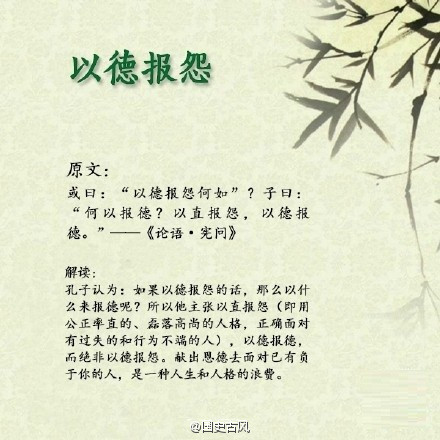 以德报怨
原文：
或曰：“以德报怨何如”？子曰：
“何以报德？以直报怨，以德报
德。”——《论语·宪问》
解读：
孔子认为：如果以德报怨的话，那么以什
么来报德呢？所以他主张以直报怨（即用
公正率直的、磊落高尚的人格，正确面对
有过失的和行为不端的人），以德报德，
而绝非以德报怨。献出恩德去面对已有负
于你的人，是一种人生和人格的浪费。
@国史古风